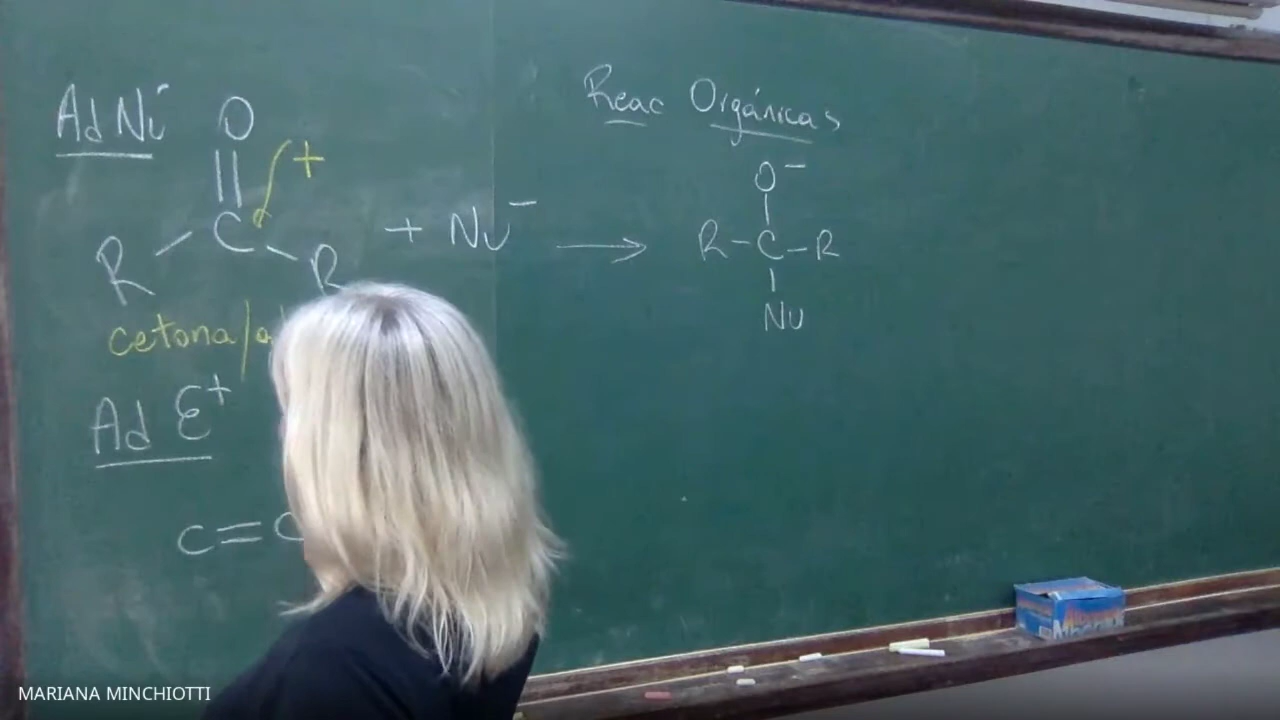 Reac Orgánicas
Ad Nu⁻
O
||
+
C
R
R
+ Nu⁻ →
O⁻
R-C-R
Nu
cetona/
Ad E⁺
C=C
MARIANA MINCHIOTTI